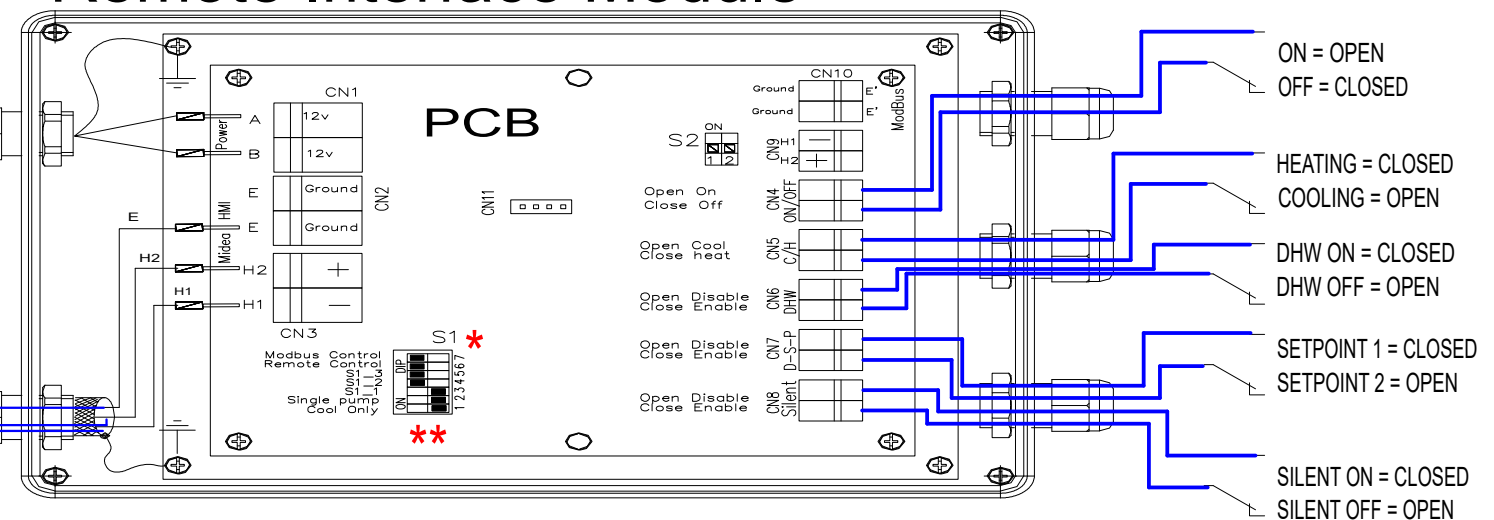 Remote Interface Module
CN1
A
12v
Power
B
12v
E
Ground
CN2
HMI
E
E
Ground
Midea
H2
H2
+
H1
H1
—
CN3
PCB
CN11
S1
*
Modbus Control
Remote Control
S1_3
S1_2
S1_1
Single pump
Cool Only
DIP
ON
1234567
**
S2
ON
1 2
CN10
Ground
E'
Ground
E'
ModBus
CN9
H1
—
H2
+
Open On
Close Off
CN4
ON/OFF
Open Cool
Close heat
CN5
C/H
Open Disable
Close Enable
CN6
DHW
Open Disable
Close Enable
CN7
D-S-P
Open Disable
Close Enable
CN8
Silent
ON = OPEN
OFF = CLOSED
HEATING = CLOSED
COOLING = OPEN
DHW ON = CLOSED
DHW OFF = OPEN
SETPOINT 1 = CLOSED
SETPOINT 2 = OPEN
SILENT ON = CLOSED
SILENT OFF = OPEN